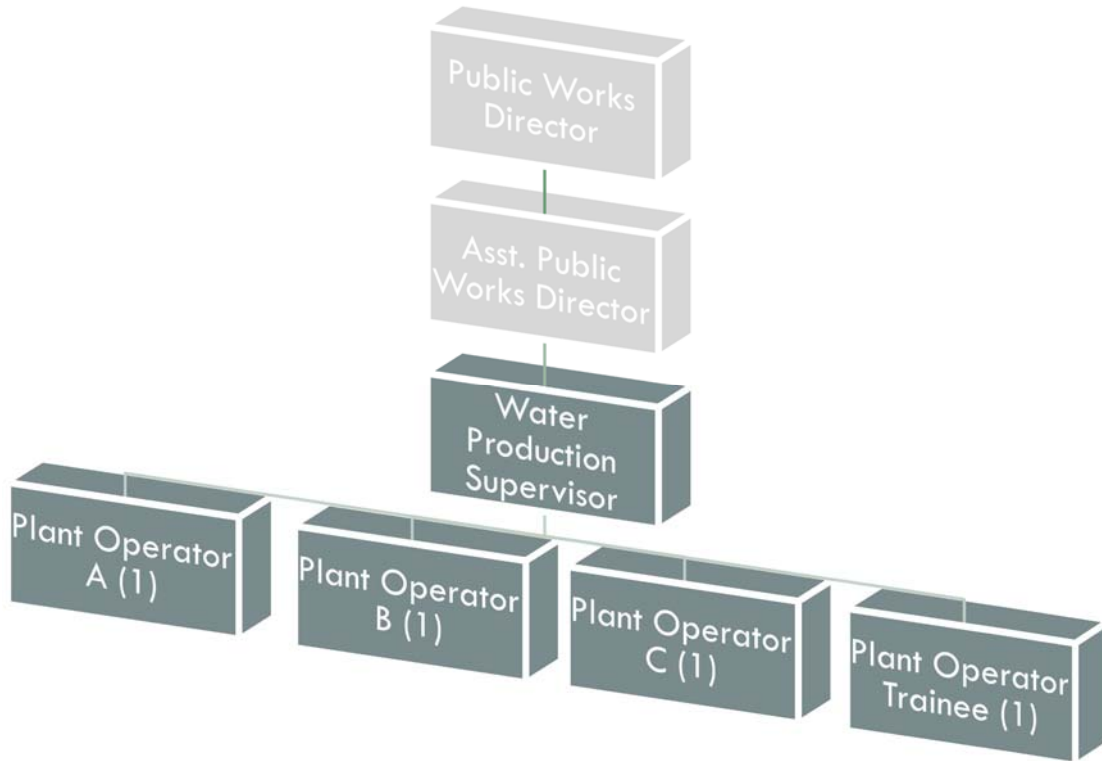 Public Works
Director
Asst. Public
Works Director
Water
Production
Supervisor
Plant Operator
A (1)
Plant Operator
B (1)
Plant Operator
C (1)
Plant Operator
Trainee (1)